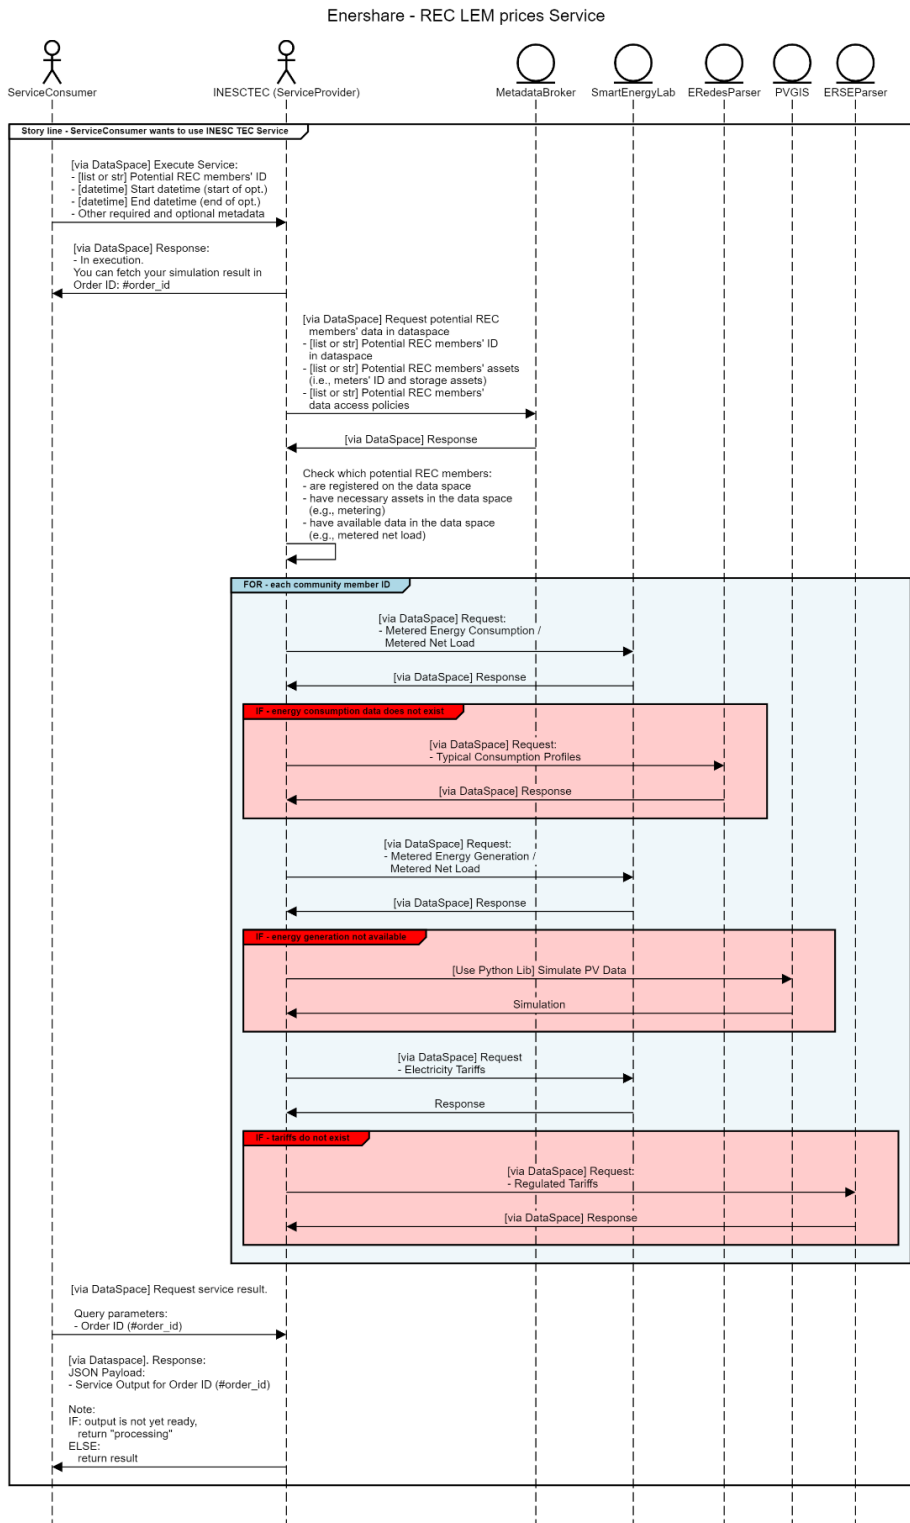 Enershare - REC LEM prices Service
ServiceConsumer
INESCTEC (ServiceProvider)
MetadataBroker
SmartEnergyLab
ERedesParser
PVGIS
ERSEParser
Story line - ServiceConsumer wants to use INESC TEC Service
[via DataSpace] Execute Service:
- [list or str] Potential REC members' ID
- [datetime] Start datetime (start of opt.)
- [datetime] End datetime (end of opt.)
- Other required and optional metadata
[via DataSpace] Response:
- In execution.
You can fetch your simulation result in
Order ID: #order_id
[via DataSpace] Request potential REC
members' data in dataspace
- [list or str] Potential REC members' ID
in dataspace
- [list or str] Potential REC members' assets
(i.e., meters' ID and storage assets)
- [list or str] Potential REC members'
data access policies
[via DataSpace] Response
Check which potential REC members:
- are registered on the data space
- have necessary assets in the data space
(e.g., metering)
- have available data in the data space
(e.g., metered net load)
FOR - each community member ID
[via DataSpace] Request:
- Metered Energy Consumption /
Metered Net Load
[via DataSpace] Response
IF - energy consumption data does not exist
[via DataSpace] Request:
- Typical Consumption Profiles
[via DataSpace] Response
[via DataSpace] Request:
- Metered Energy Generation /
Metered Net Load
[via DataSpace] Response
IF - energy generation not available
[Use Python Lib] Simulate PV Data
Simulation
[via DataSpace] Request
- Electricity Tariffs
Response
IF - tariffs do not exist
[via DataSpace] Request:
- Regulated Tariffs
[via DataSpace] Response
[via DataSpace] Request service result.
Query parameters:
- Order ID (#order_id)
[via Dataspace]. Response:
JSON Payload:
- Service Output for Order ID (#order_id)
Note:
IF: output is not yet ready,
return "processing"
ELSE:
return result